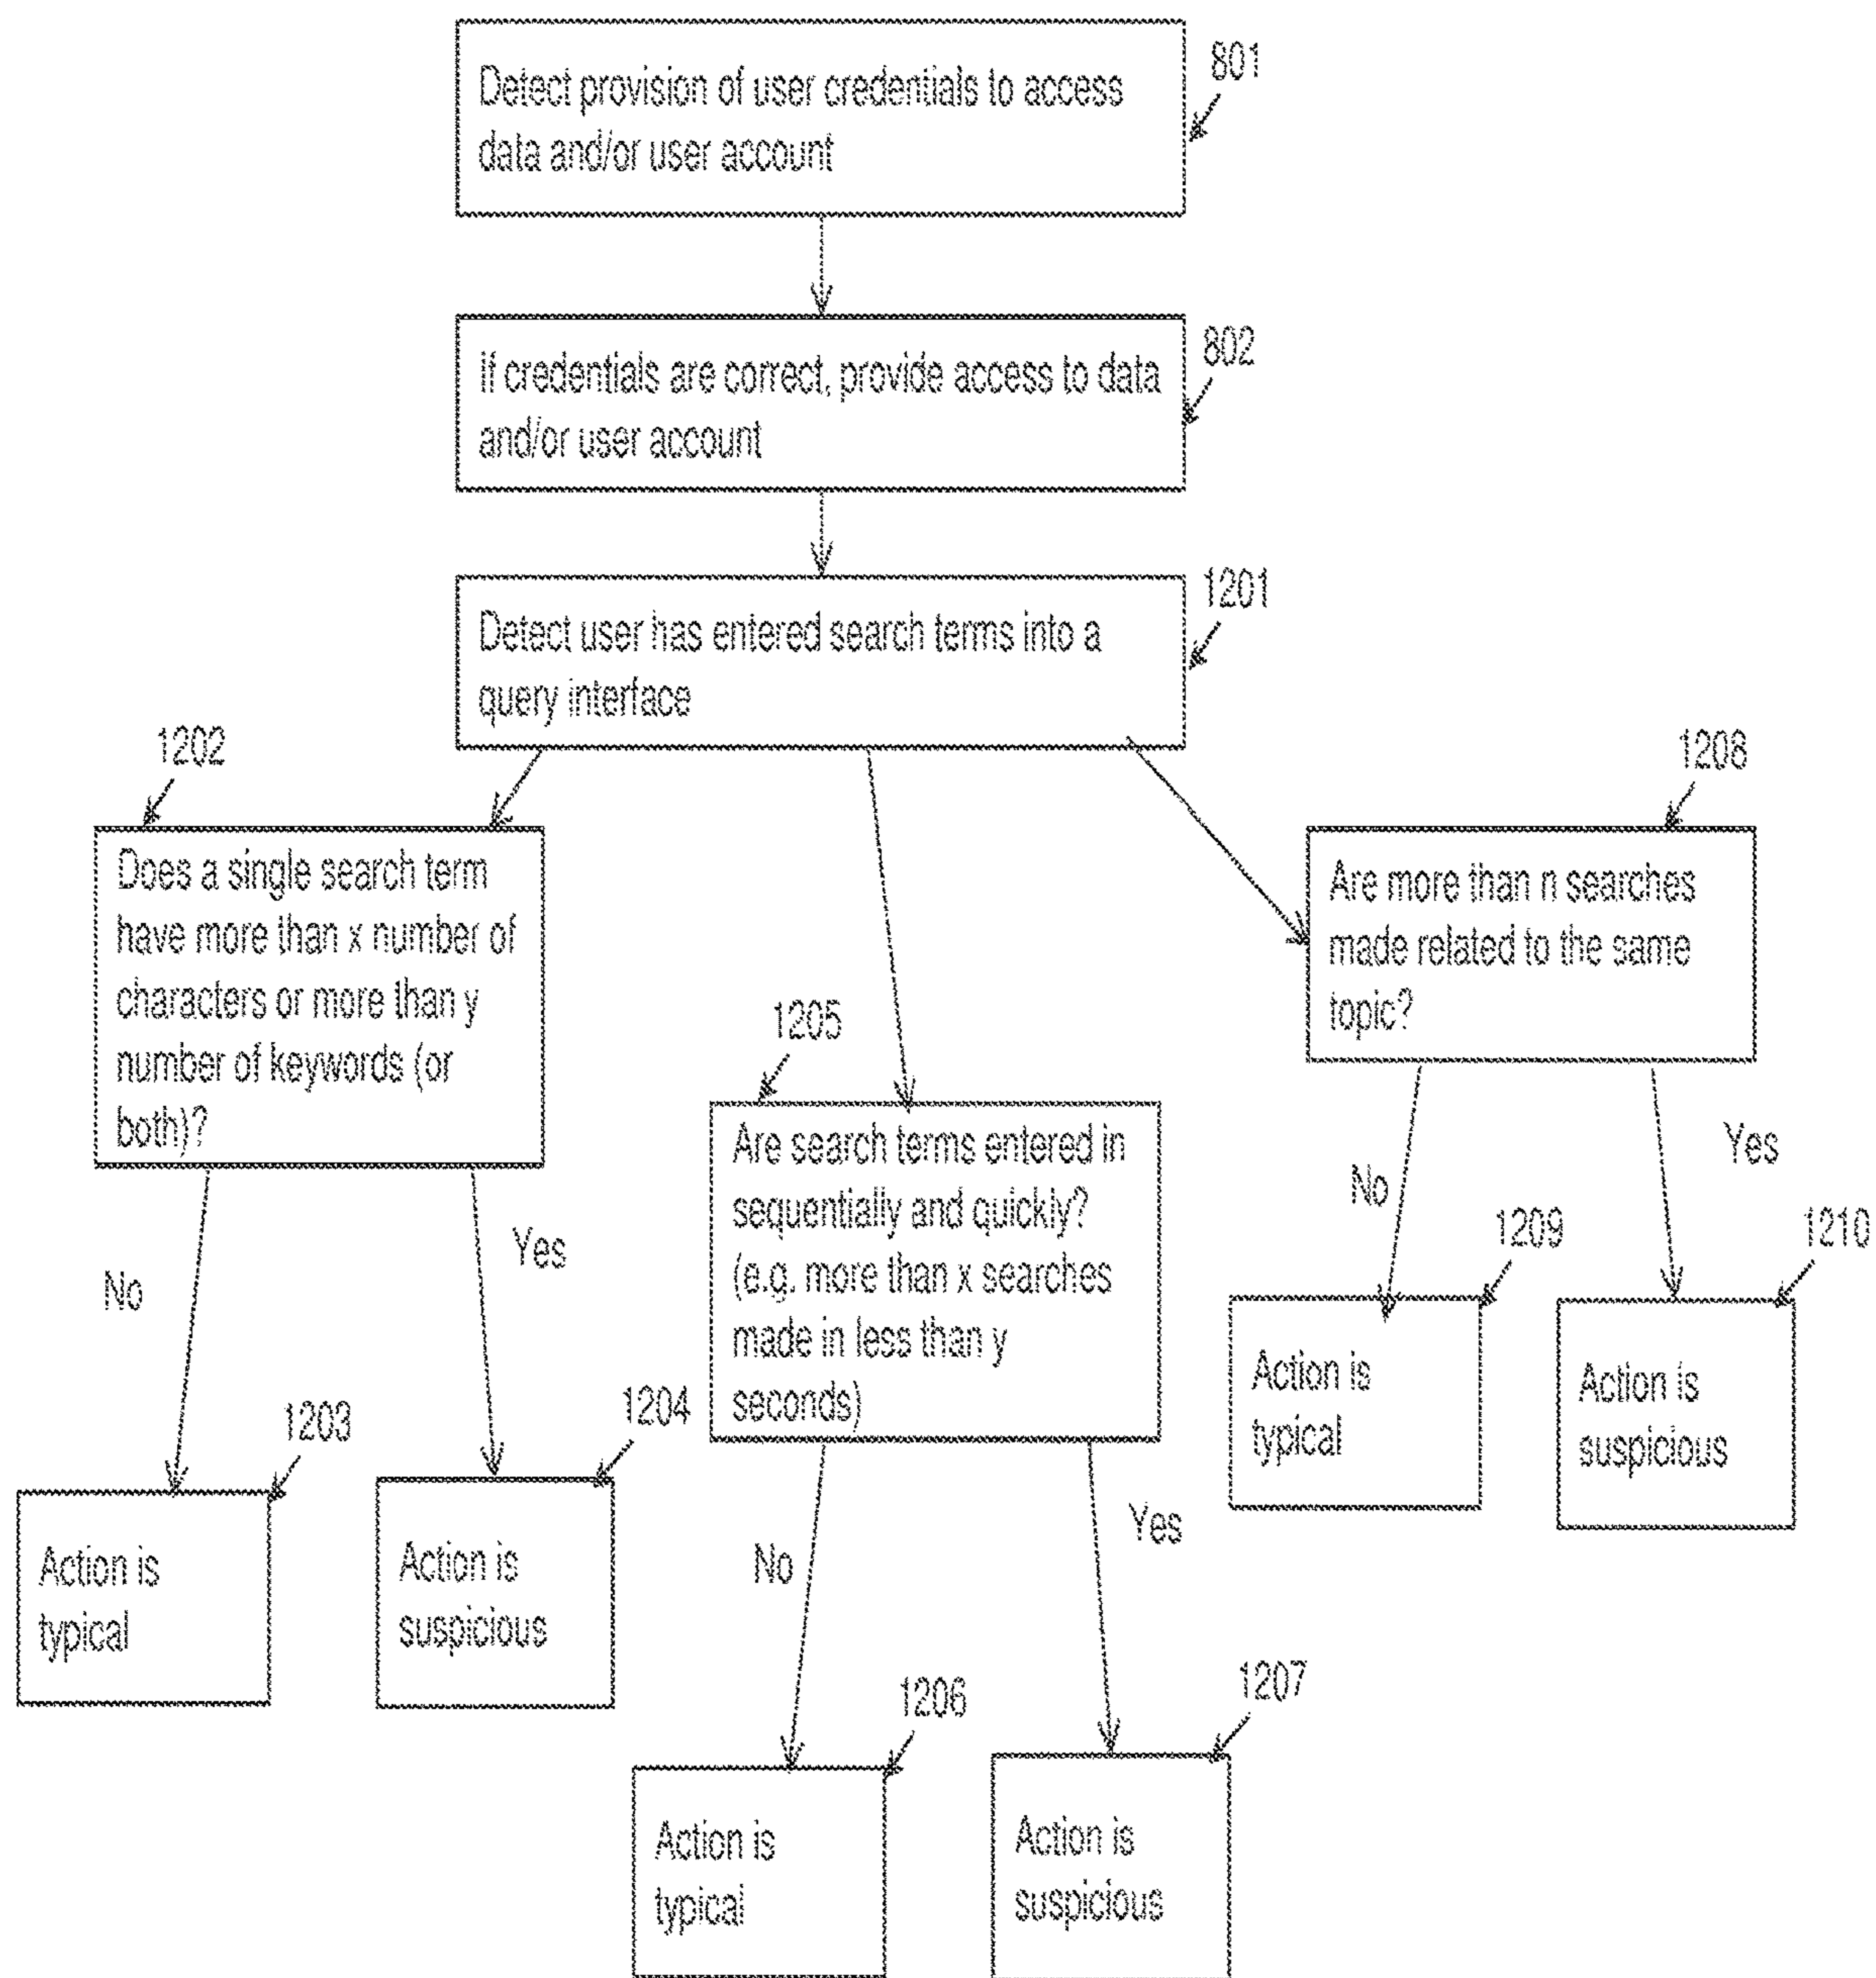 801
Detect provision of user credentials to access
data and/or user account
802
If credentials are correct, provide access to data
and/or user account
1201
Detect user has entered search terms into a
query interface
1202
Does a single search term
have more than x number of
characters or more than y
number of keywords (or
both)?
No
Yes
1203
Action is
typical
1204
Action is
suspicious
1205
Are search terms entered in
sequentially and quickly?
(e.g. more than x searches
made in less than y
seconds)
No
Yes
1206
Action is
typical
1207
Action is
suspicious
1208
Are more than n searches
made related to the same
topic?
No
Yes
1209
Action is
typical
1210
Action is
suspicious